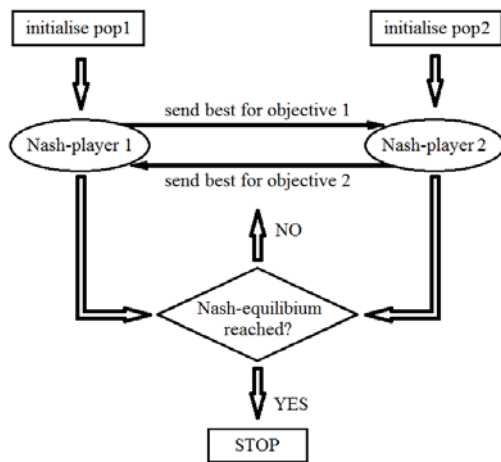 initialise pop1
initialise pop2
send best for objective 1
Nash-player 1
Nash-player 2
send best for objective 2
NO
Nash-equilibium
reached?
YES
STOP